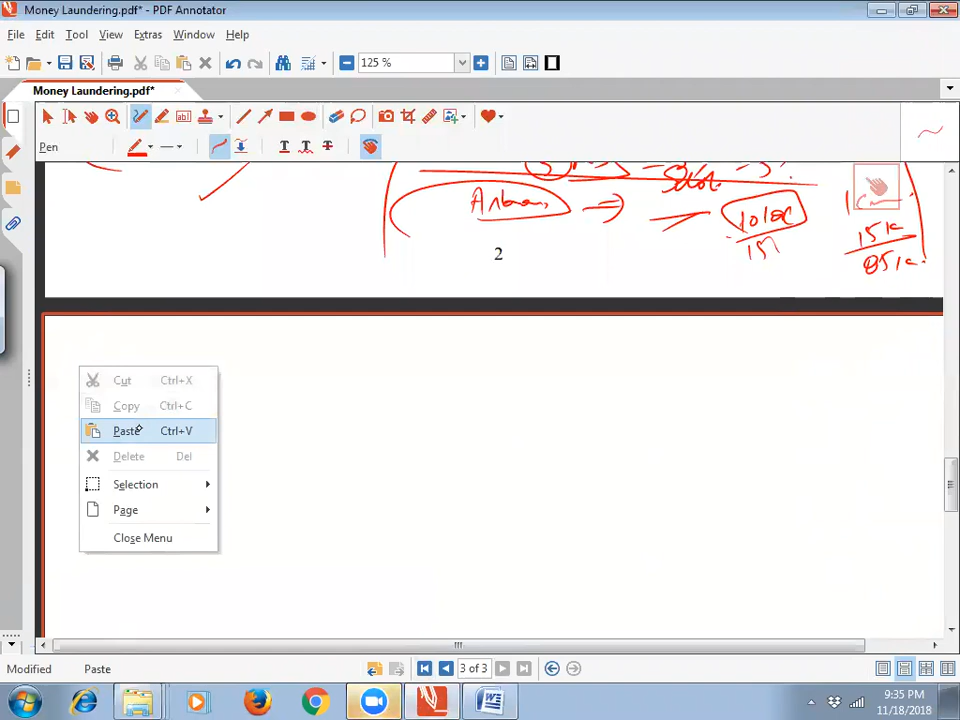 Money Laundering.pdf* - PDF Annotator
File Edit Tool View Extras Window Help
125 %
Money Laundering.pdf*
Pen
10lac
15k
85k
2
Cut Ctrl+X
Copy Ctrl+C
Paste Ctrl+V
Delete Del
Selection
Page
Close Menu
Modified Paste 3 of 3
9:35 PM
11/18/2018